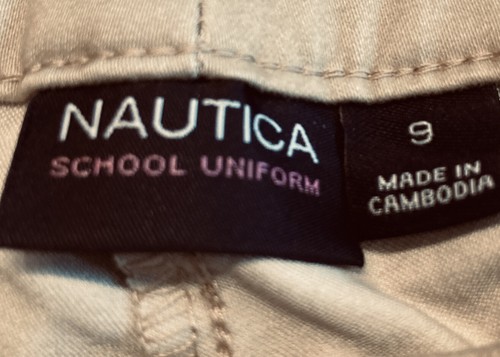 NAUTICA
SCHOOL UNIFORM
9
MADE IN
CAMBODIA